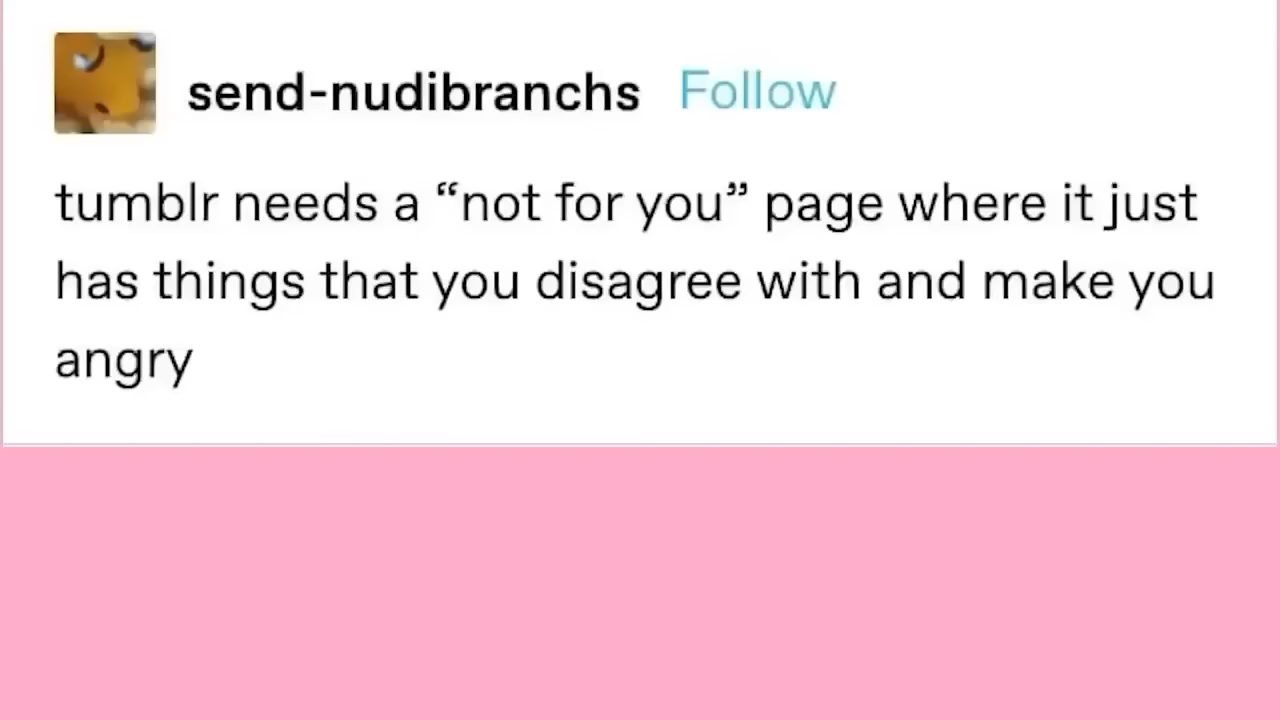 send-nudibranchs Follow
tumblr needs a “not for you” page where it just
has things that you disagree with and make you
angry